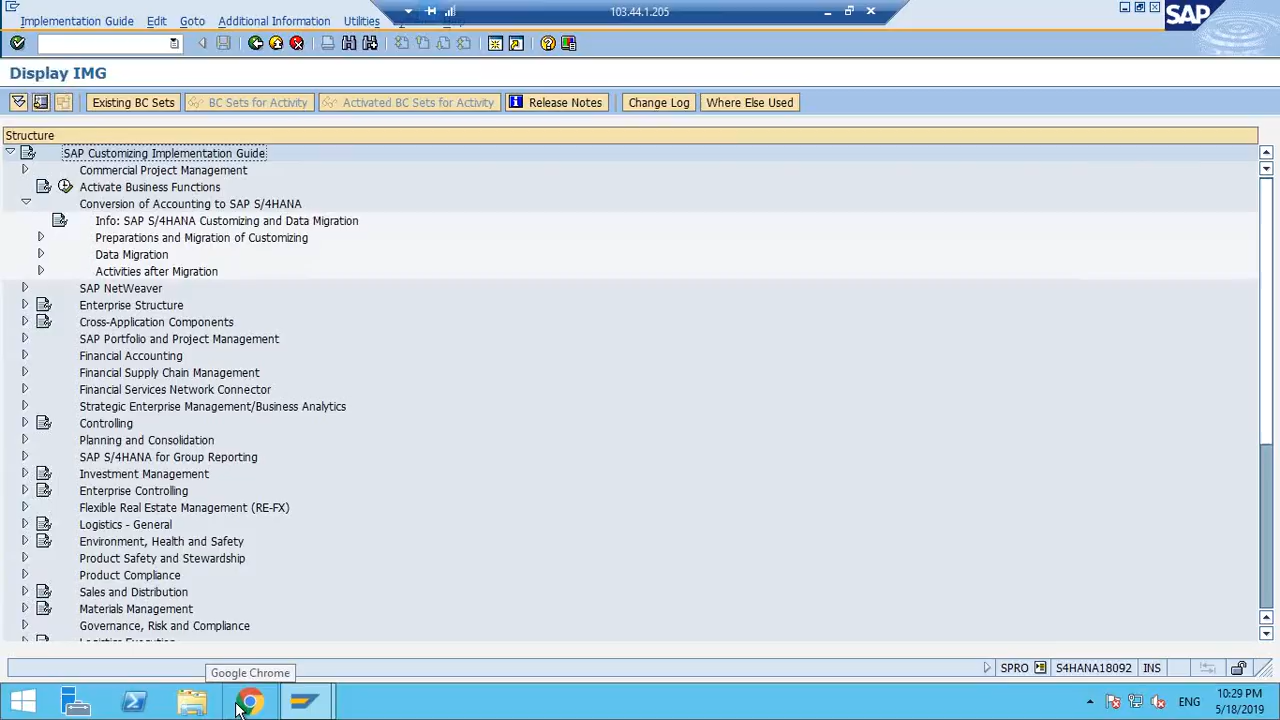 103.44.1.205
Implementation Guide Edit Goto Additional Information Utilities
SAP
Display IMG
Existing BC Sets BC Sets for Activity Activated BC Sets for Activity Release Notes Change Log Where Else Used
Structure
SAP Customizing Implementation Guide
Commercial Project Management
Activate Business Functions
Conversion of Accounting to SAP S/4HANA
Info: SAP S/4HANA Customizing and Data Migration
Preparations and Migration of Customizing
Data Migration
Activities after Migration
SAP NetWeaver
Enterprise Structure
Cross-Application Components
SAP Portfolio and Project Management
Financial Accounting
Financial Supply Chain Management
Financial Services Network Connector
Strategic Enterprise Management/Business Analytics
Controlling
Planning and Consolidation
SAP S/4HANA for Group Reporting
Investment Management
Enterprise Controlling
Flexible Real Estate Management (RE-FX)
Logistics - General
Environment, Health and Safety
Product Safety and Stewardship
Product Compliance
Sales and Distribution
Materials Management
Governance, Risk and Compliance
Logistics Execution
SPRO S4HANA18092 INS
Google Chrome
ENG
10:29 PM
5/18/2019